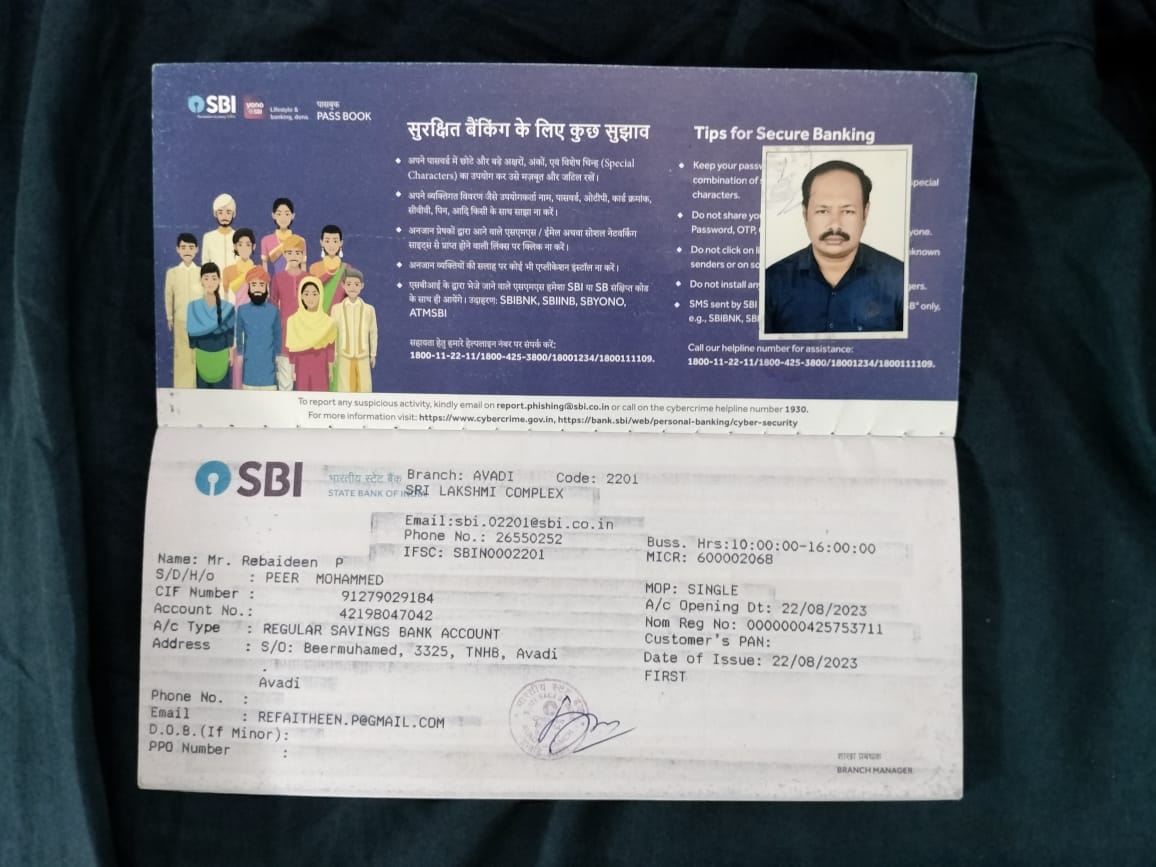 SBI
yono
SBI
Lifestyle &
banking, dono
पासबुक
PASS BOOK
सुरक्षित बैंकिंग के लिए कुछ सुझाव
अपने पासवर्ड में छोटे और बड़े अक्षरों, अंकों, एवं विशेष चिन्ह (Special
Characters) का उपयोग कर उसे मज़बूत और जटिल रखें।
अपने व्यक्तिगत विवरण जैसे उपयोगकर्ता नाम, पासवर्ड, ओटीपी, कार्ड क्रमांक,
सीवीवी, पिन, आदि किसी के साथ साझा ना करें।
अनजान प्रेषकों द्वारा आने वाले एसएमएस / ईमेल अथवा सोशल नेटवर्किंग
साइट्स से प्राप्त होने वाली लिंक्स पर क्लिक ना करें।
अनजान व्यक्तियों की सलाह पर कोई भी एप्लीकेशन इंस्टॉल ना करें।
एसबीआई के द्वारा भेजे जाने वाले एसएमएस हमेशा SBI या SB संक्षिप्त कोड
के साथ ही आयेंगे। उदाहरण: SBIBNK, SBIINB, SBYONO,
ATMSBI
सहायता हेतु हमारे हेल्पलाइन नंबर पर संपर्क करें:
1800-11-22-11/1800-425-3800/18001234/1800111109.
Tips for Secure Banking
Keep your passw
combination of s pecial
characters.
Do not share yo
Password, OTP, yone.
Do not click on li known
senders or on so
Do not install an ers.
SMS sent by SBI B" only,
e.g., SBIBNK, SBI
Call our helpline number for assistance:
1800-11-22-11/1800-425-3800/18001234/1800111109.
To report any suspicious activity, kindly email on report.phishing@sbi.co.in or call on the cybercrime helpline number 1930.
For more information visit: https://www.cybercrime.gov.in, https://bank.sbi/web/personal-banking/cyber-security
SBI
भारतीय स्टेट बैंक
STATE BANK OF INDIA
Branch: AVADI Code: 2201
SRI LAKSHMI COMPLEX
Email:sbi.02201@sbi.co.in
Phone No.: 26550252
IFSC: SBIN0002201
Buss. Hrs:10:00:00-16:00:00
MICR: 600002068
Name: Mr. Rebaideen P
S/D/H/o : PEER MOHAMMED
CIF Number : 91279029184
Account No.: 42198047042
A/c Type : REGULAR SAVINGS BANK ACCOUNT
Address : S/O: Beermuhamed, 3325, TNHB, Avadi
.
Avadi
Phone No. :
Email : REFAITHEEN.P@GMAIL.COM
D.O.B.(If Minor):
PPO Number :
MOP: SINGLE
A/c Opening Dt: 22/08/2023
Nom Reg No: 0000000425753711
Customer's PAN:
Date of Issue: 22/08/2023
FIRST
शाखा प्रबंधक
BRANCH MANAGER